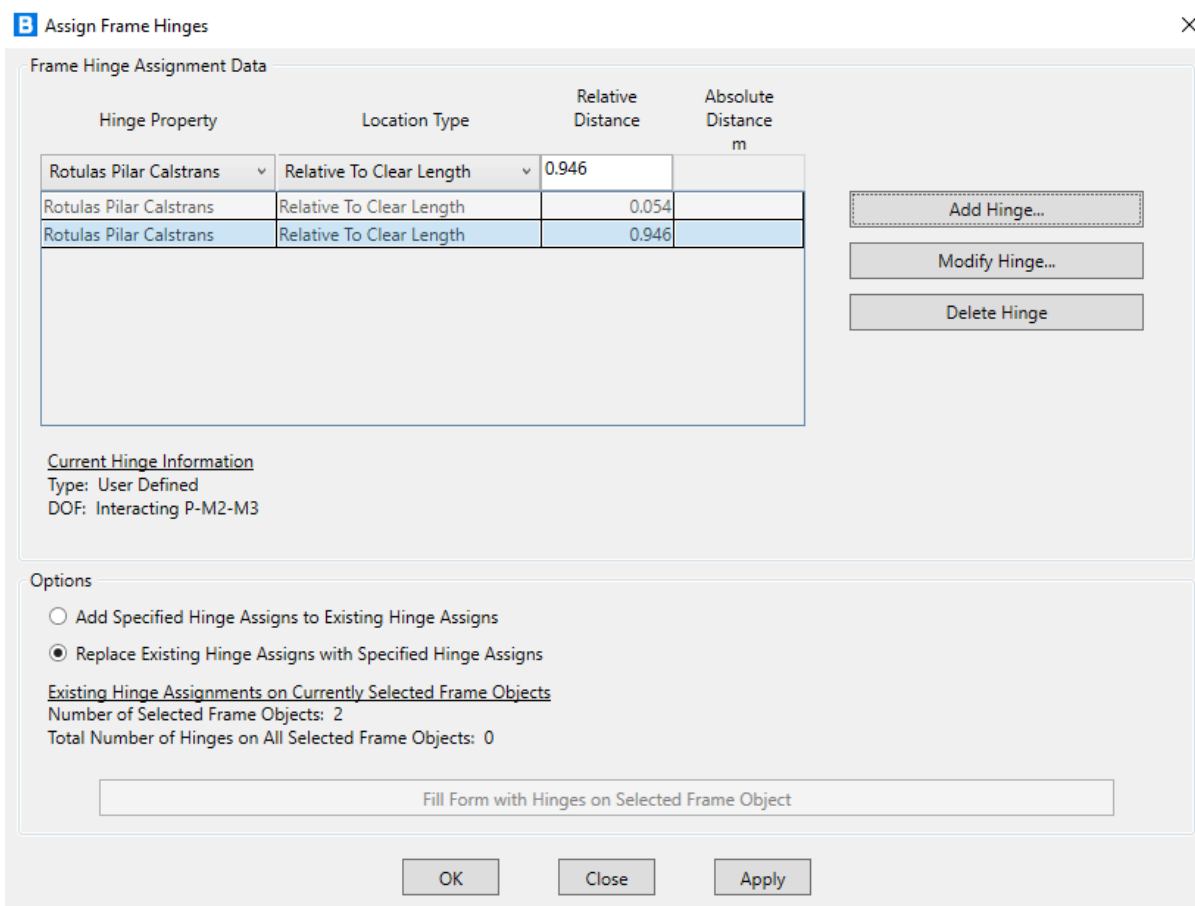 B Assign Frame Hinges
Frame Hinge Assignment Data
Hinge Property Location Type Relative Distance Absolute Distance m
Rotulas Pilar Calstrans Relative To Clear Length 0.946
Rotulas Pilar Calstrans Relative To Clear Length 0.054
Rotulas Pilar Calstrans Relative To Clear Length 0.946
Add Hinge...
Modify Hinge...
Delete Hinge
Current Hinge Information
Type: User Defined
DOF: Interacting P-M2-M3
Options
Add Specified Hinge Assigns to Existing Hinge Assigns
Replace Existing Hinge Assigns with Specified Hinge Assigns
Existing Hinge Assignments on Currently Selected Frame Objects
Number of Selected Frame Objects: 2
Total Number of Hinges on All Selected Frame Objects: 0
Fill Form with Hinges on Selected Frame Object
OK Close Apply